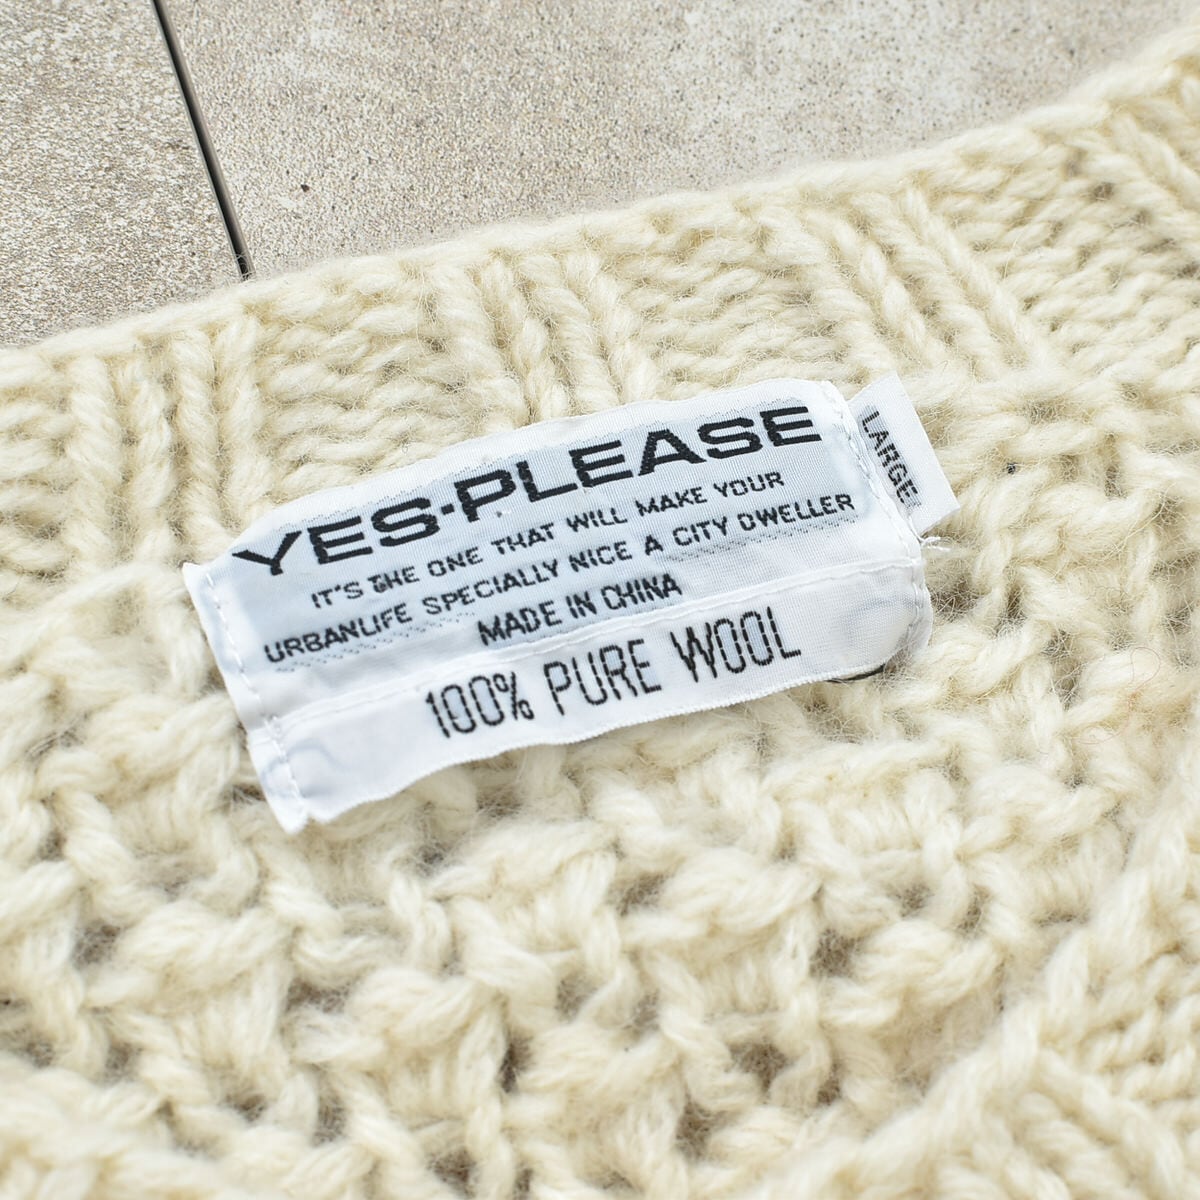 YES-PLEASE
IT'S THE ONE THAT WILL MAKE YOUR
URBANLIFE SPECIALLY NICE A CITY DWELLER
MADE IN CHINA
100% PURE WOOL
LARGE